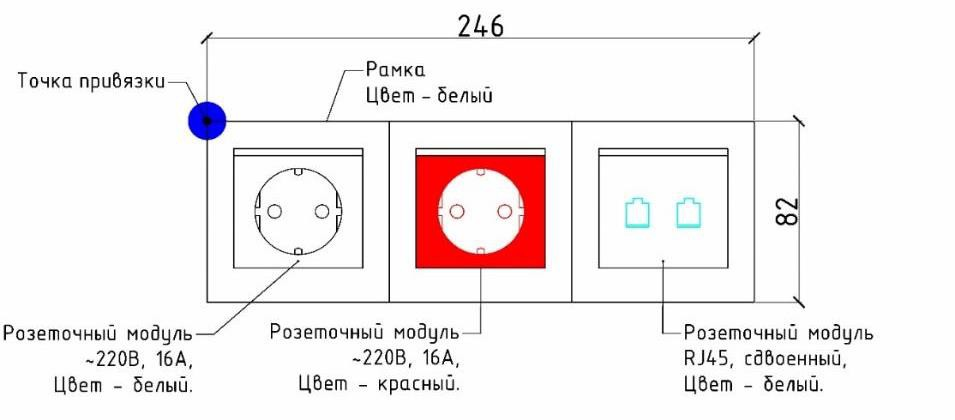 246
Точка привязки
Рамка
Цвет - белый
82
Розеточный модуль
~220В, 16А,
Цвет - белый.
Розеточный модуль
~220В, 16А,
Цвет - красный.
Розеточный модуль
RJ45, сдвоенный,
Цвет - белый.